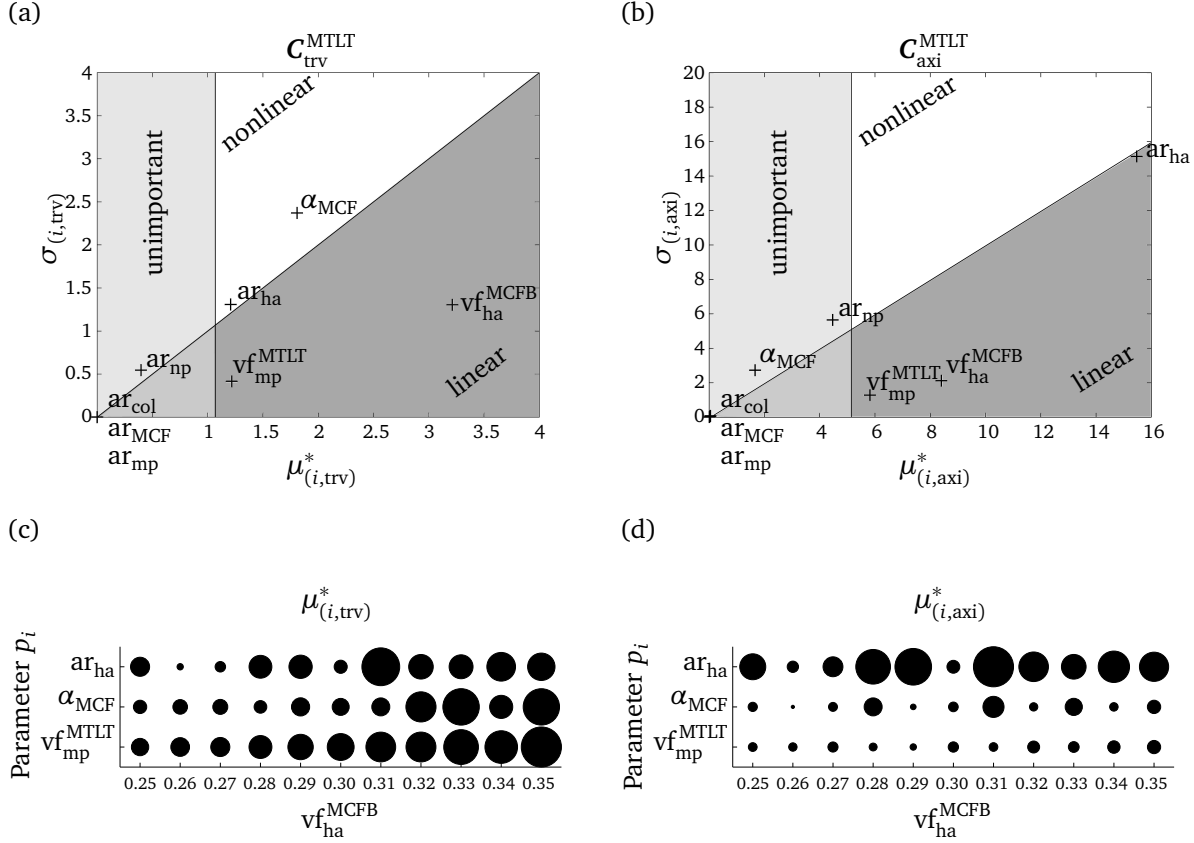 (a)
C_trv^MTLT
4
3.5
3
2.5
2
1.5
1
0.5
0
σ_(i,trv)
unimportant
nonlinear
linear
α_MCF
ar_ha
vf_ha^MCFB
ar_np
vf_mp^MTLT
ar_col
ar_MCF
ar_mp
1 1.5 2 2.5 3 3.5 4
μ*_(i,trv)
(b)
C_axi^MTLT
20
18
16
14
12
10
8
6
4
2
0
σ_(i,axi)
unimportant
nonlinear
linear
ar_ha
ar_np
α_MCF
vf_mp^MTLT
vf_ha^MCFB
ar_col
ar_MCF
ar_mp
4 6 8 10 12 14 16
μ*_(i,axi)
(c)
μ*_(i,trv)
Parameter p_i
ar_ha
α_MCF
vf_mp^MTLT
0.25 0.26 0.27 0.28 0.29 0.30 0.31 0.32 0.33 0.34 0.35
vf_ha^MCFB
(d)
μ*_(i,axi)
Parameter p_i
ar_ha
α_MCF
vf_mp^MTLT
0.25 0.26 0.27 0.28 0.29 0.30 0.31 0.32 0.33 0.34 0.35
vf_ha^MCFB